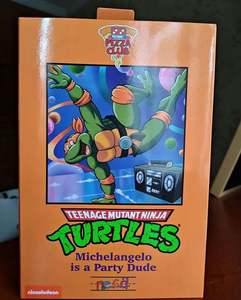 PIZZA
CLUB
TEENAGE MUTANT NINJA
TURTLES
Michelangelo
is a Party Dude
nickelodeon
neca